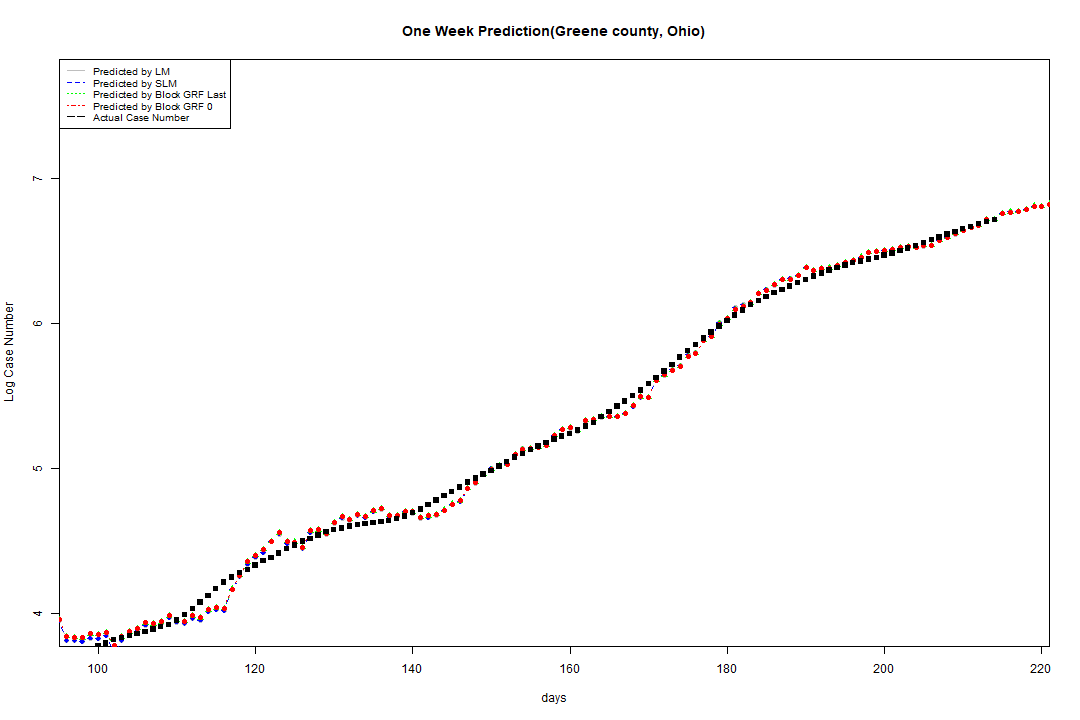 One Week Prediction(Greene county, Ohio)
Predicted by LM
Predicted by SLM
Predicted by Block GRF Last
Predicted by Block GRF 0
Actual Case Number
7
6
5
4
Log Case Number
100 120 140 160 180 200 220
days